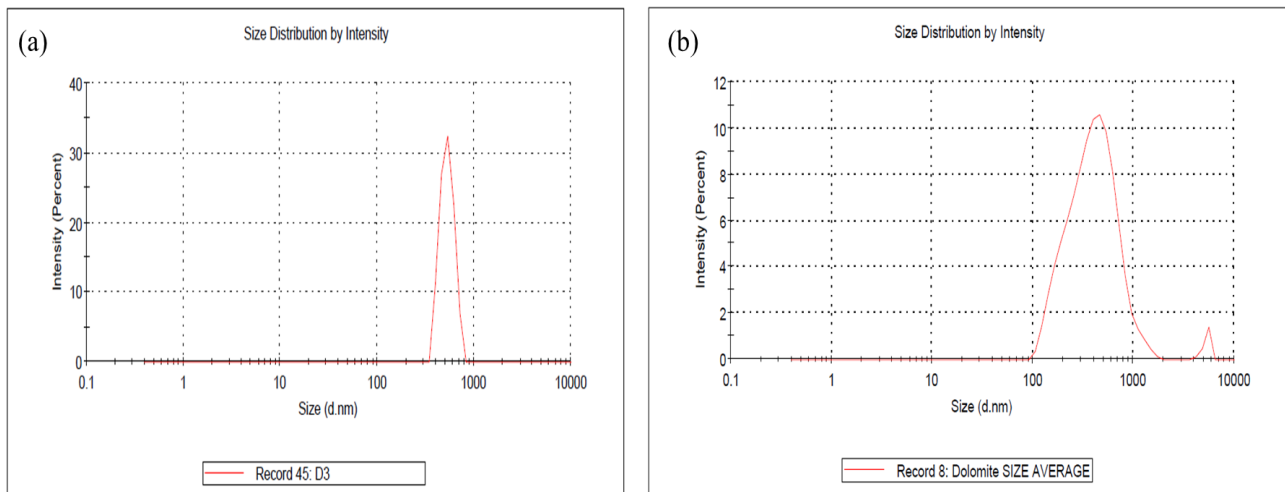 (a)
Size Distribution by Intensity
Intensity (Percent)
40
30
20
10
0
0.1 1 10 100 1000 10000
Size (d.nm)
Record 45: D3
(b)
Size Distribution by Intensity
Intensity (Percent)
12
10
8
6
4
2
0
0.1 1 10 100 1000 10000
Size (d.nm)
Record 8: Dolomite SIZE AVERAGE